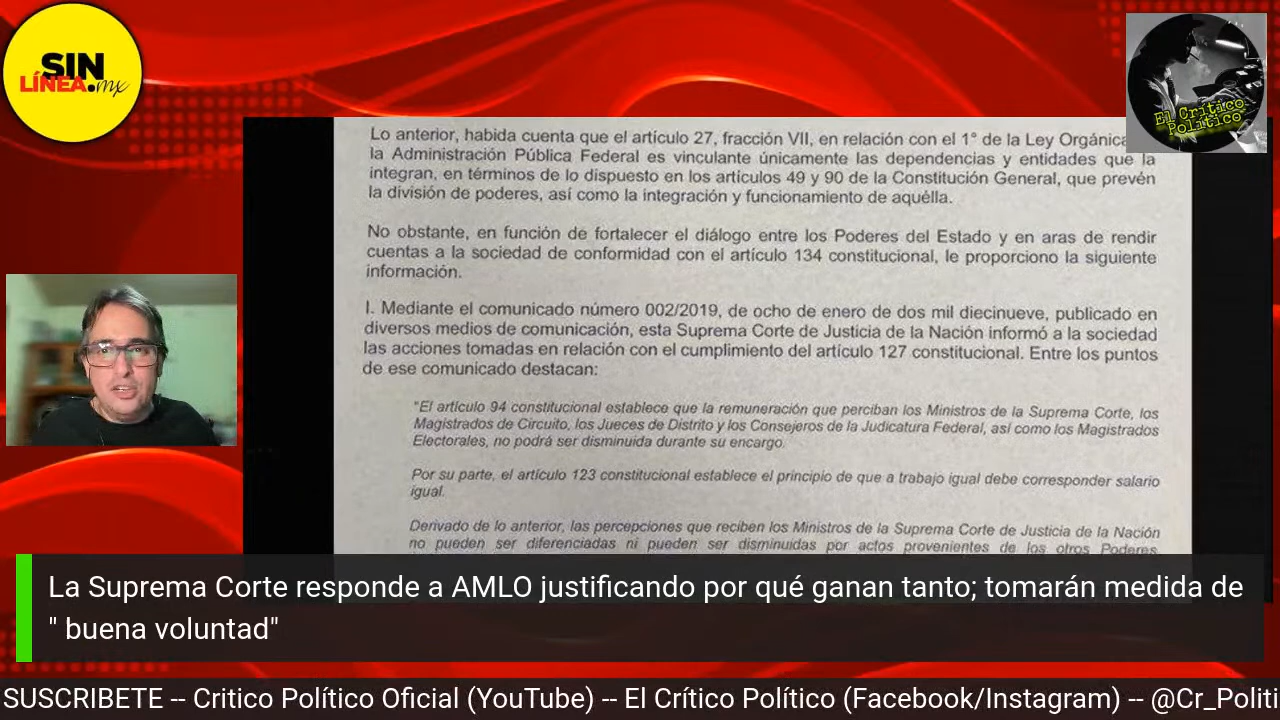 SIN
LÍNEA.mx
El Crítico
Político
Lo anterior, habida cuenta que el artículo 27, fracción VII, en relación con el 1° de la Ley Orgánica
la Administración Pública Federal es vinculante únicamente las dependencias y entidades que la
integran, en términos de lo dispuesto en los artículos 49 y 90 de la Constitución General, que prevén
la división de poderes, así como la integración y funcionamiento de aquélla.
No obstante, en función de fortalecer el diálogo entre los Poderes del Estado y en aras de rendir
cuentas a la sociedad de conformidad con el artículo 134 constitucional, le proporciono la siguiente
información.
I. Mediante el comunicado número 002/2019, de ocho de enero de dos mil diecinueve, publicado en
diversos medios de comunicación, esta Suprema Corte de Justicia de la Nación informó a la sociedad
las acciones tomadas en relación con el cumplimiento del artículo 127 constitucional. Entre los puntos
de ese comunicado destacan:
"El artículo 94 constitucional establece que la remuneración que perciban los Ministros de la Suprema Corte, los
Magistrados de Circuito, los Jueces de Distrito y los Consejeros de la Judicatura Federal, así como los Magistrados
Electorales, no podrá ser disminuida durante su encargo.
Por su parte, el artículo 123 constitucional establece el principio de que a trabajo igual debe corresponder salario
igual.
Derivado de lo anterior, las percepciones que reciben los Ministros de la Suprema Corte de Justicia de la Nación
no pueden ser diferenciadas ni pueden ser disminuidas por actos provenientes de los otros Poderes
La Suprema Corte responde a AMLO justificando por qué ganan tanto; tomarán medida de
" buena voluntad"
SUSCRIBETE -- Critico Político Oficial (YouTube) -- El Crítico Político (Facebook/Instagram) -- @Cr_Politi